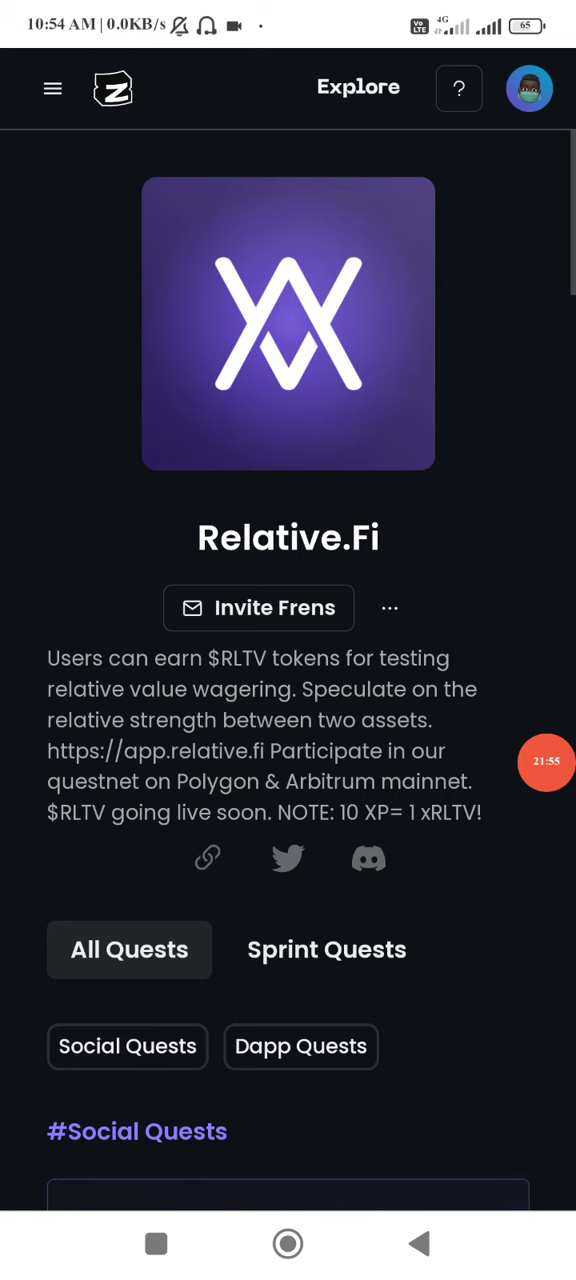 10:54 AM | 0.0KB/s
Vo LTE 4G 65
Z
Explore
?
Relative.Fi
Invite Frens
Users can earn $RLTV tokens for testing
relative value wagering. Speculate on the
relative strength between two assets.
https://app.relative.fi Participate in our
questnet on Polygon & Arbitrum mainnet.
$RLTV going live soon. NOTE: 10 XP= 1 xRLTV!
21:55
All Quests
Sprint Quests
Social Quests
Dapp Quests
#Social Quests